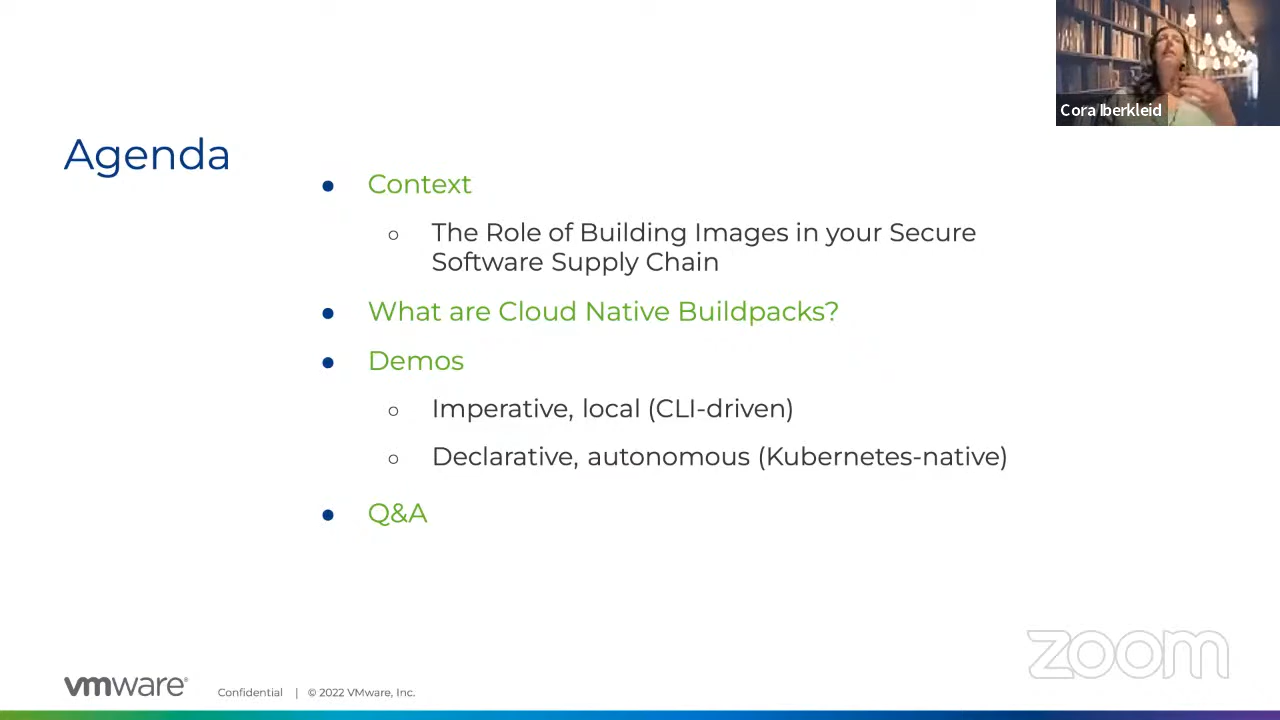 Cora Iberkleid
Agenda
● Context
○ The Role of Building Images in your Secure
Software Supply Chain
● What are Cloud Native Buildpacks?
● Demos
○ Imperative, local (CLI-driven)
○ Declarative, autonomous (Kubernetes-native)
● Q&A
zoom
vmware®
Confidential | © 2022 VMware, Inc.